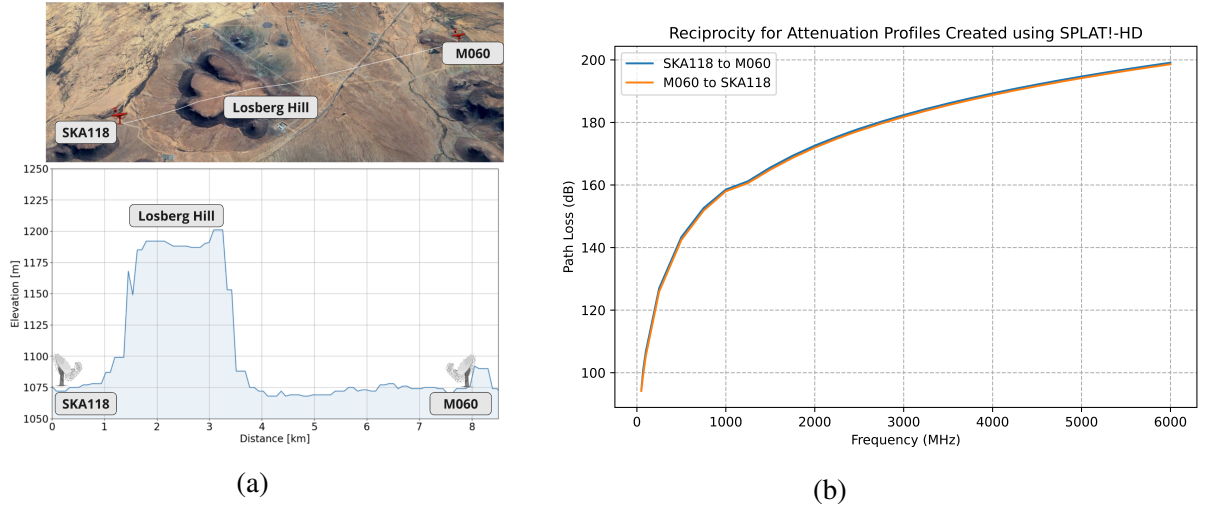 M060
Losberg Hill
SKA118
1250
1225
1200
1175
1150
1125
1100
1075
1050
Elevation [m]
Losberg Hill
SKA118
M060
0 1 2 3 4 5 6 7 8
Distance [km]
(a)
Reciprocity for Attenuation Profiles Created using SPLAT!-HD
SKA118 to M060
M060 to SKA118
200
180
160
140
120
100
Path Loss (dB)
0 1000 2000 3000 4000 5000 6000
Frequency (MHz)
(b)